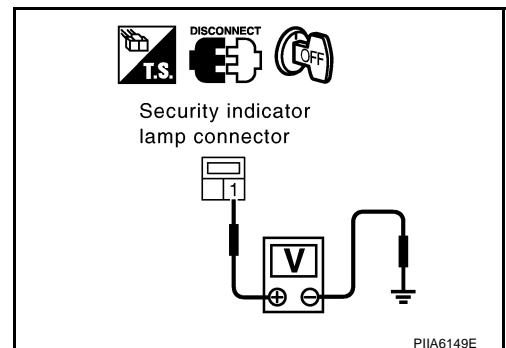 DISCONNECT
T.S.
OFF
Security indicator
lamp connector
1
V
PIIA6149E